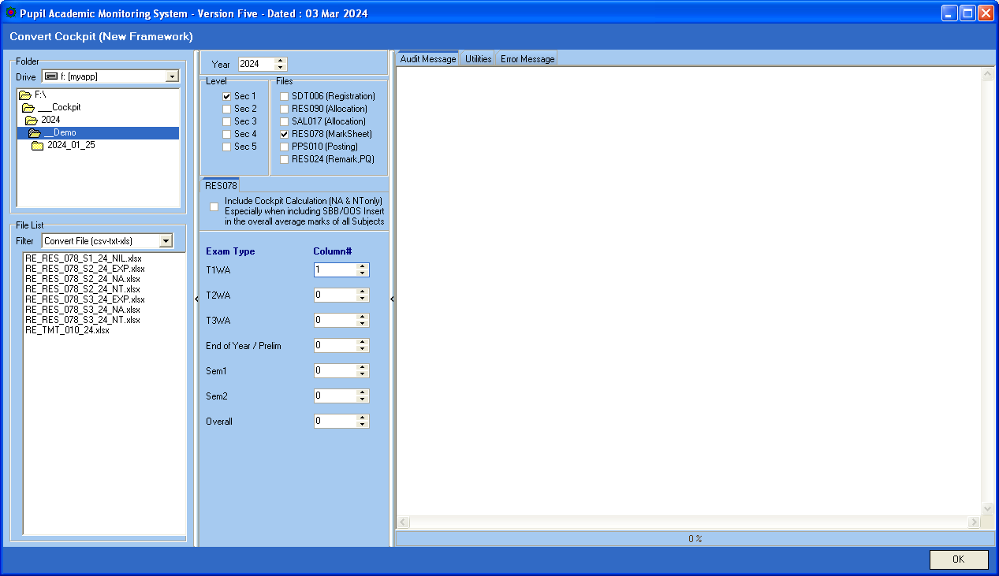 Pupil Academic Monitoring System - Version Five - Dated : 03 Mar 2024
Convert Cockpit (New Framework)
Folder
Drive f: [myapp]
F:\
___Cockpit
2024
__Demo
2024_01_25
File List
Filter Convert File (csv-txt-xls)
RE_RES_078_S1_24_NIL.xlsx
RE_RES_078_S2_24_EXP.xlsx
RE_RES_078_S2_24_NA.xlsx
RE_RES_078_S2_24_NT.xlsx
RE_RES_078_S3_24_EXP.xlsx
RE_RES_078_S3_24_NA.xlsx
RE_RES_078_S3_24_NT.xlsx
RE_TMT_010_24.xlsx
Year 2024
Level
Sec 1
Sec 2
Sec 3
Sec 4
Sec 5
Files
SDT006 (Registration)
RES090 (Allocation)
SAL017 (Allocation)
RES078 (MarkSheet)
PPS010 (Posting)
RES024 (Remark,PQ)
RES078
Include Cockpit Calculation (NA & NT only)
Especially when including SBB/OOS Insert
in the overall average marks of all Subjects
Exam Type Column#
T1WA 1
T2WA 0
T3WA 0
End of Year / Prelim 0
Sem1 0
Sem2 0
Overall 0
Audit Message Utilities Error Message
0 %
OK